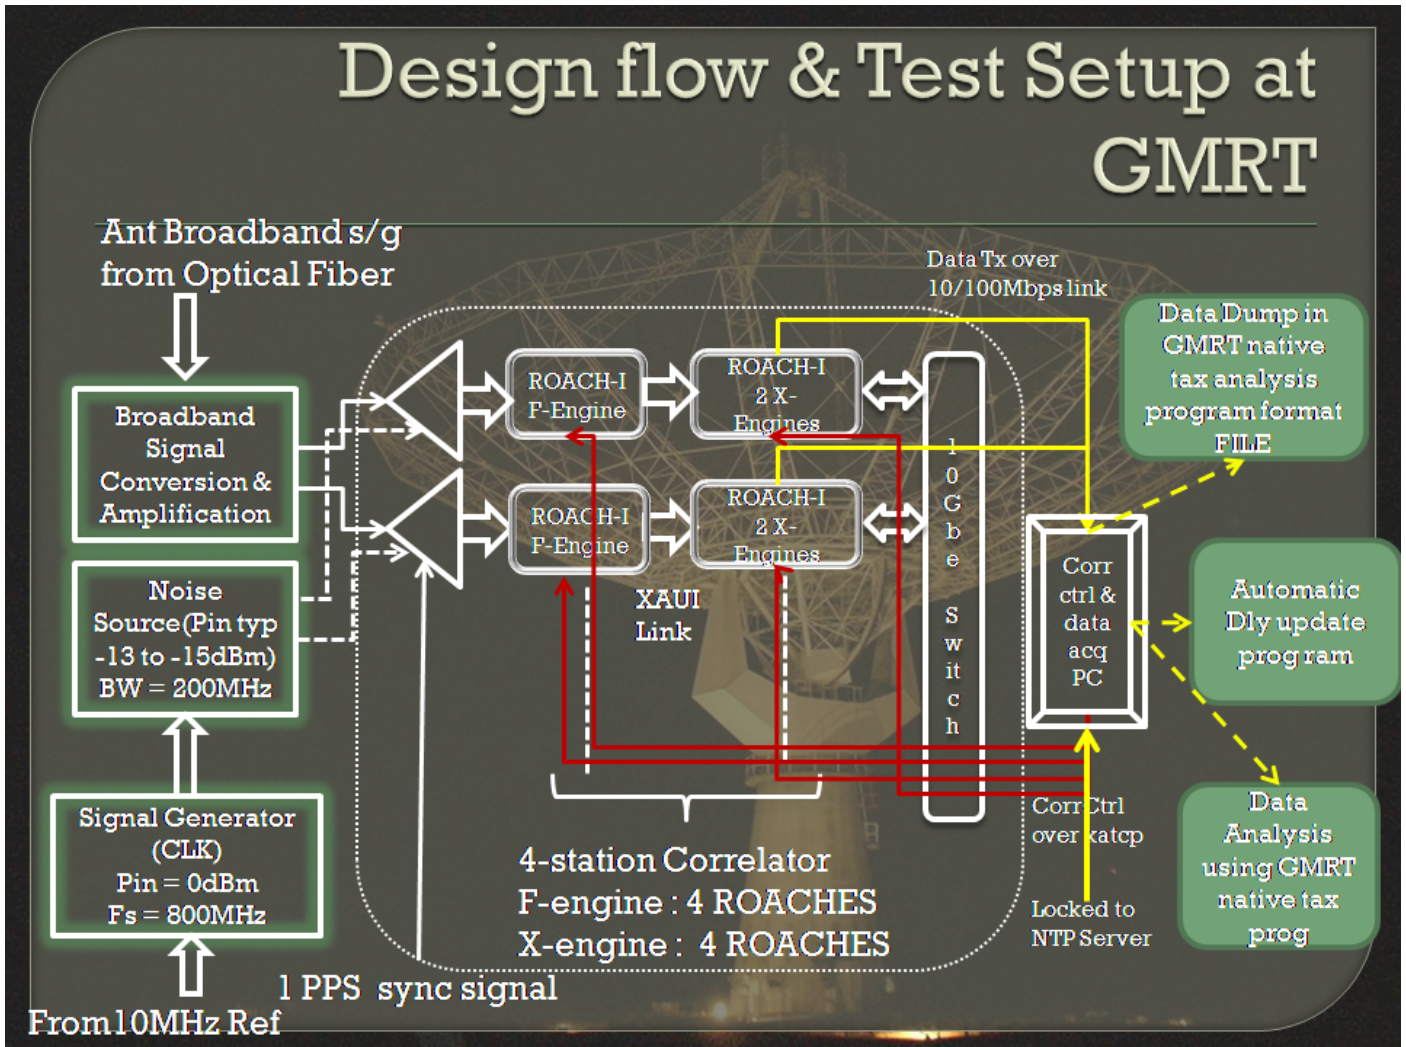 Design flow & Test Setup at
GMRT
Ant Broadband s/g
from Optical Fiber
Data Tx over
10/100Mbps link
Data Dump in
GMRT native
tax analysis
program format
FILE
Broadband
Signal
Conversion &
Amplification
ROACH-I
F-Engine
ROACH-I
2 X-
Engines
ROACH-I
F-Engine
ROACH-I
2 X-
Engines
10Gbe Switch
Noise
Source(Pin typ
-13 to -15dBm)
BW = 200MHz
XAUI
Link
Corr
ctrl &
data
acq
PC
Automatic
Dly update
program
Signal Generator
(CLK)
Pin = 0dBm
Fs = 800MHz
4-station Correlator
F-engine : 4 ROACHES
X-engine : 4 ROACHES
Corr Ctrl
over katcp
Locked to
NTP Server
Data
Analysis
using GMRT
native tax
prog
1 PPS sync signal
From10MHz Ref